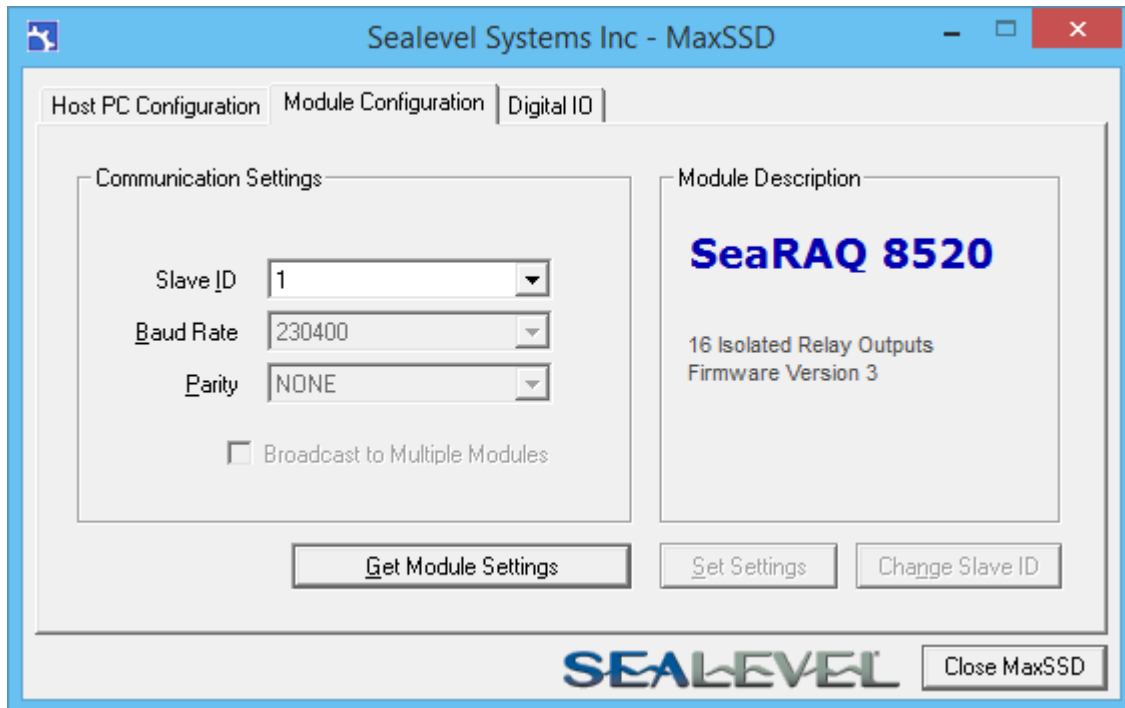 Sealevel Systems Inc - MaxSSD
Host PC Configuration
Module Configuration
Digital IO
Communication Settings
Slave ID
1
Baud Rate
230400
Parity
NONE
Broadcast to Multiple Modules
Module Description
SeaRAQ 8520
16 Isolated Relay Outputs
Firmware Version 3
Get Module Settings
Set Settings
Change Slave ID
SEALEVEL
Close MaxSSD